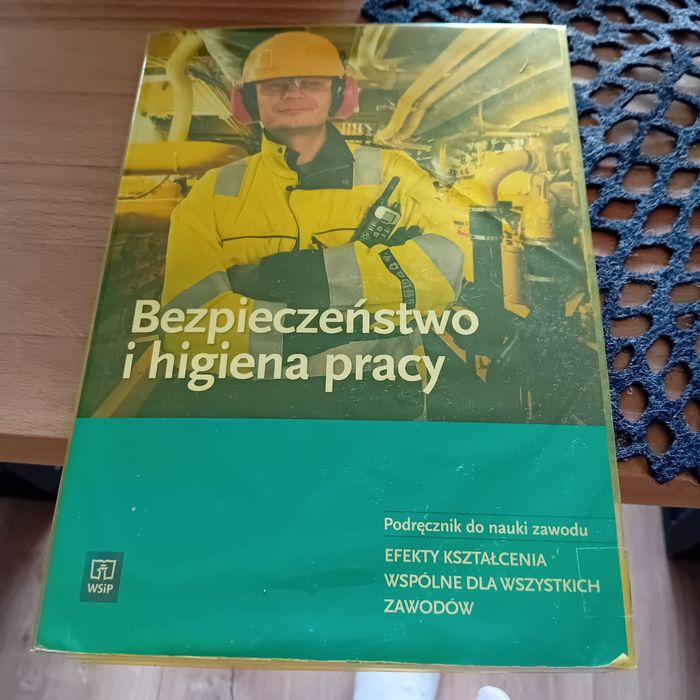 Bezpieczeństwo
i higiena pracy
Podręcznik do nauki zawodu
EFEKTY KSZTAŁCENIA
WSPÓLNE DLA WSZYSTKICH
ZAWODÓW
WSiP